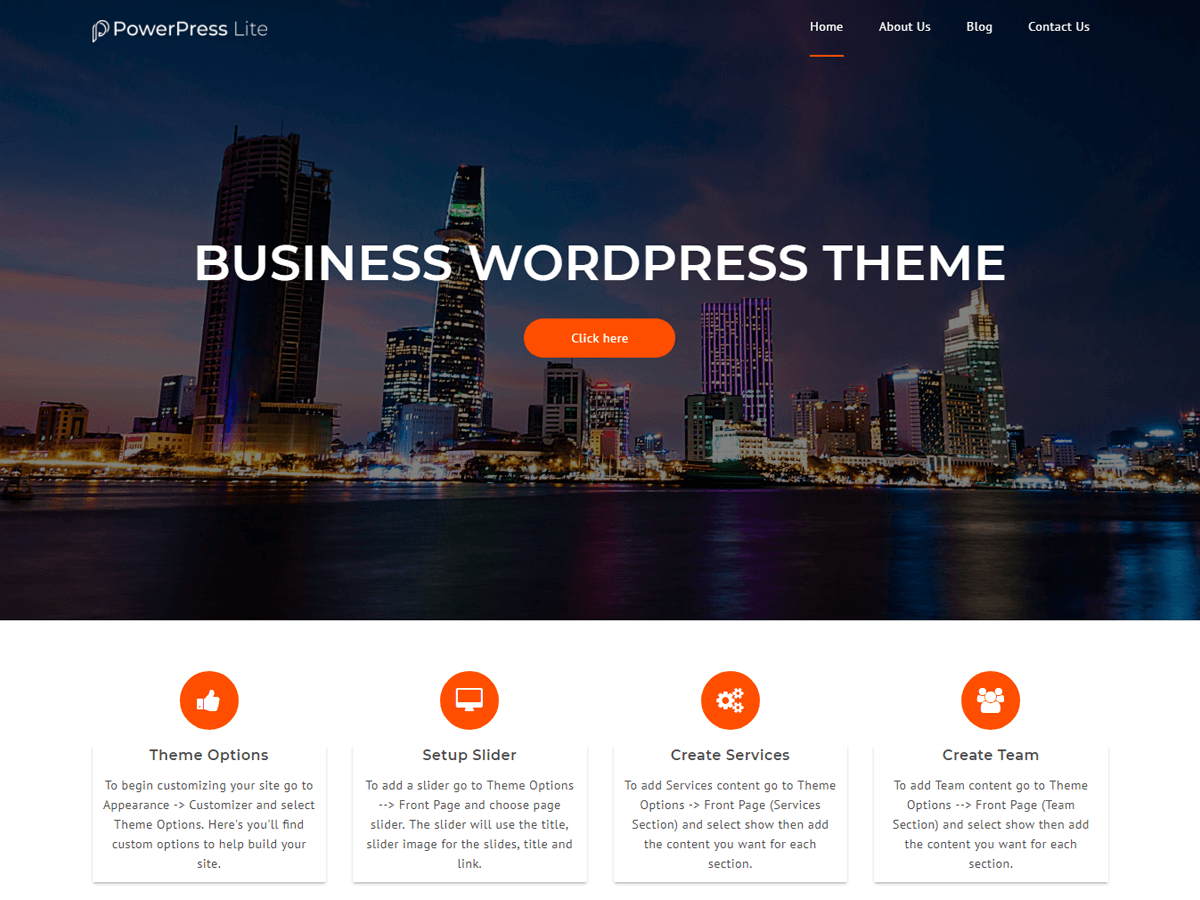 PowerPress Lite
Home About Us Blog Contact Us
BUSINESS WORDPRESS THEME
Click here
Theme Options
To begin customizing your site go to
Appearance -> Customizer and select
Theme Options. Here's you'll find
custom options to help build your
site.
Setup Slider
To add a slider go to Theme Options
--> Front Page and choose page
slider. The slider will use the title,
slider image for the slides, title and
link.
Create Services
To add Services content go to Theme
Options -> Front Page (Services
Section) and select show then add
the content you want for each
section.
Create Team
To add Team content go to Theme
Options --> Front Page (Team
Section) and select show then add
the content you want for each
section.